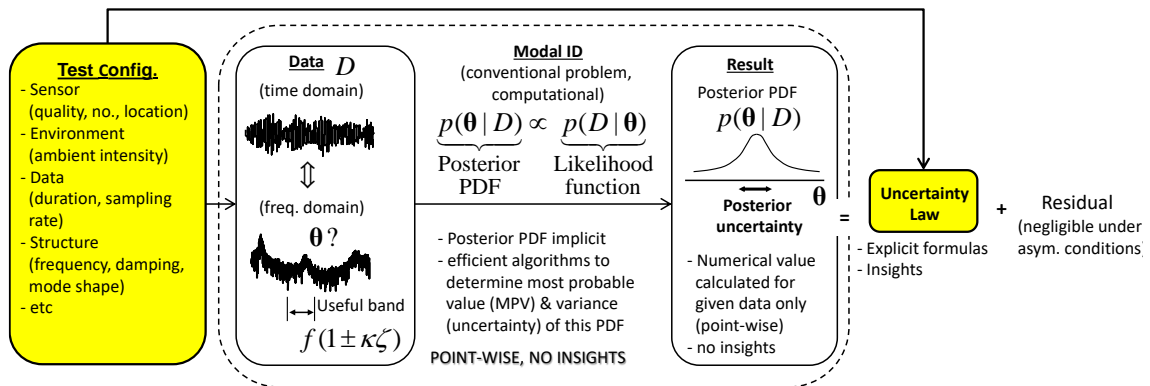 Test Config.
- Sensor
(quality, no., location)
- Environment
(ambient intensity)
- Data
(duration, sampling
rate)
- Structure
(frequency, damping,
mode shape)
- etc
Data D
(time domain)
⇕
(freq. domain)
θ?
Useful band
f(1±κζ)
Modal ID
(conventional problem,
computational)
p(θ|D) ∝ p(D|θ)
Posterior
PDF
Likelihood
function
- Posterior PDF implicit
- efficient algorithms to
determine most probable
value (MPV) & variance
(uncertainty) of this PDF
POINT-WISE, NO INSIGHTS
Result
Posterior PDF
p(θ|D)
θ
Posterior
uncertainty
- Numerical value
calculated for
given data only
(point-wise)
- no insights
=
Uncertainty
Law
- Explicit formulas
- Insights
+
Residual
(negligible under
asym. conditions)